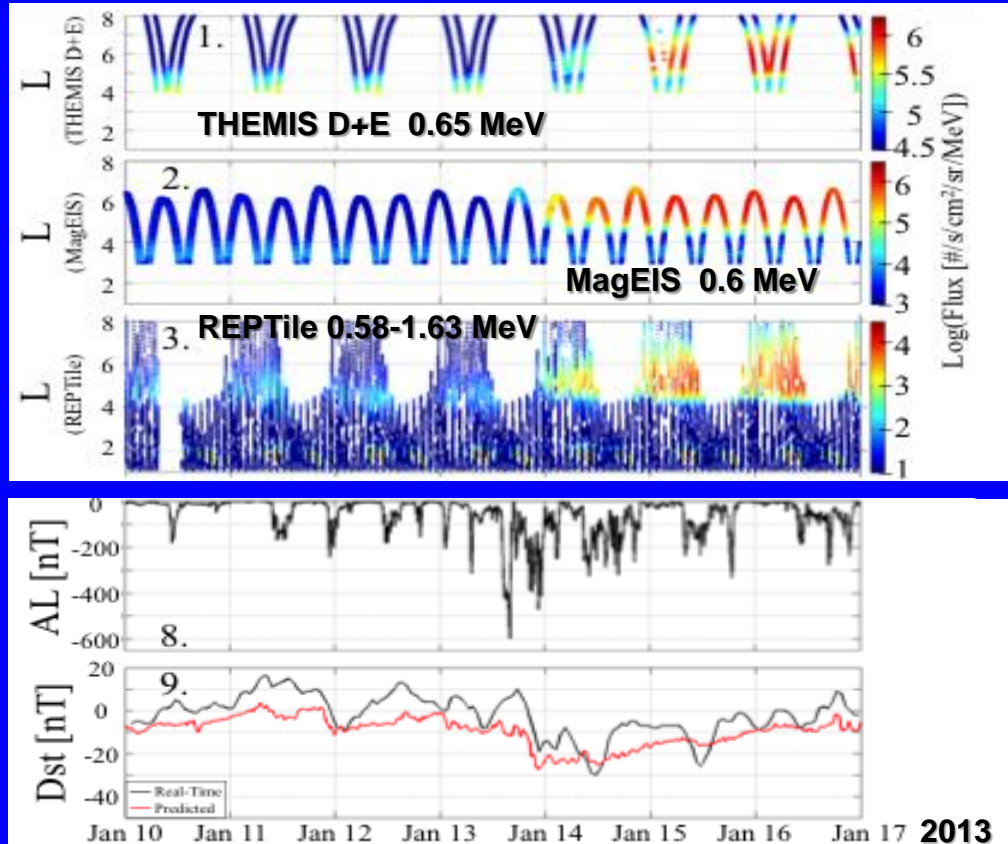 L
(THEMIS D+E)
8
6
4
2
1.
THEMIS D+E 0.65 MeV
6
5.5
5
4.5
L
(MagEIS)
8
6
4
2
2.
MagEIS 0.6 MeV
6
5
4
3
Log(Flux [#/s/cm²/sr/MeV])
L
(REPTile)
8
6
4
2
3.
REPTile 0.58-1.63 MeV
4
3
2
1
AL [nT]
0
-200
-400
-600
8.
Dst [nT]
20
0
-20
-40
9.
Real-Time
Predicted
Jan 10 Jan 11 Jan 12 Jan 13 Jan 14 Jan 15 Jan 16 Jan 17 2013